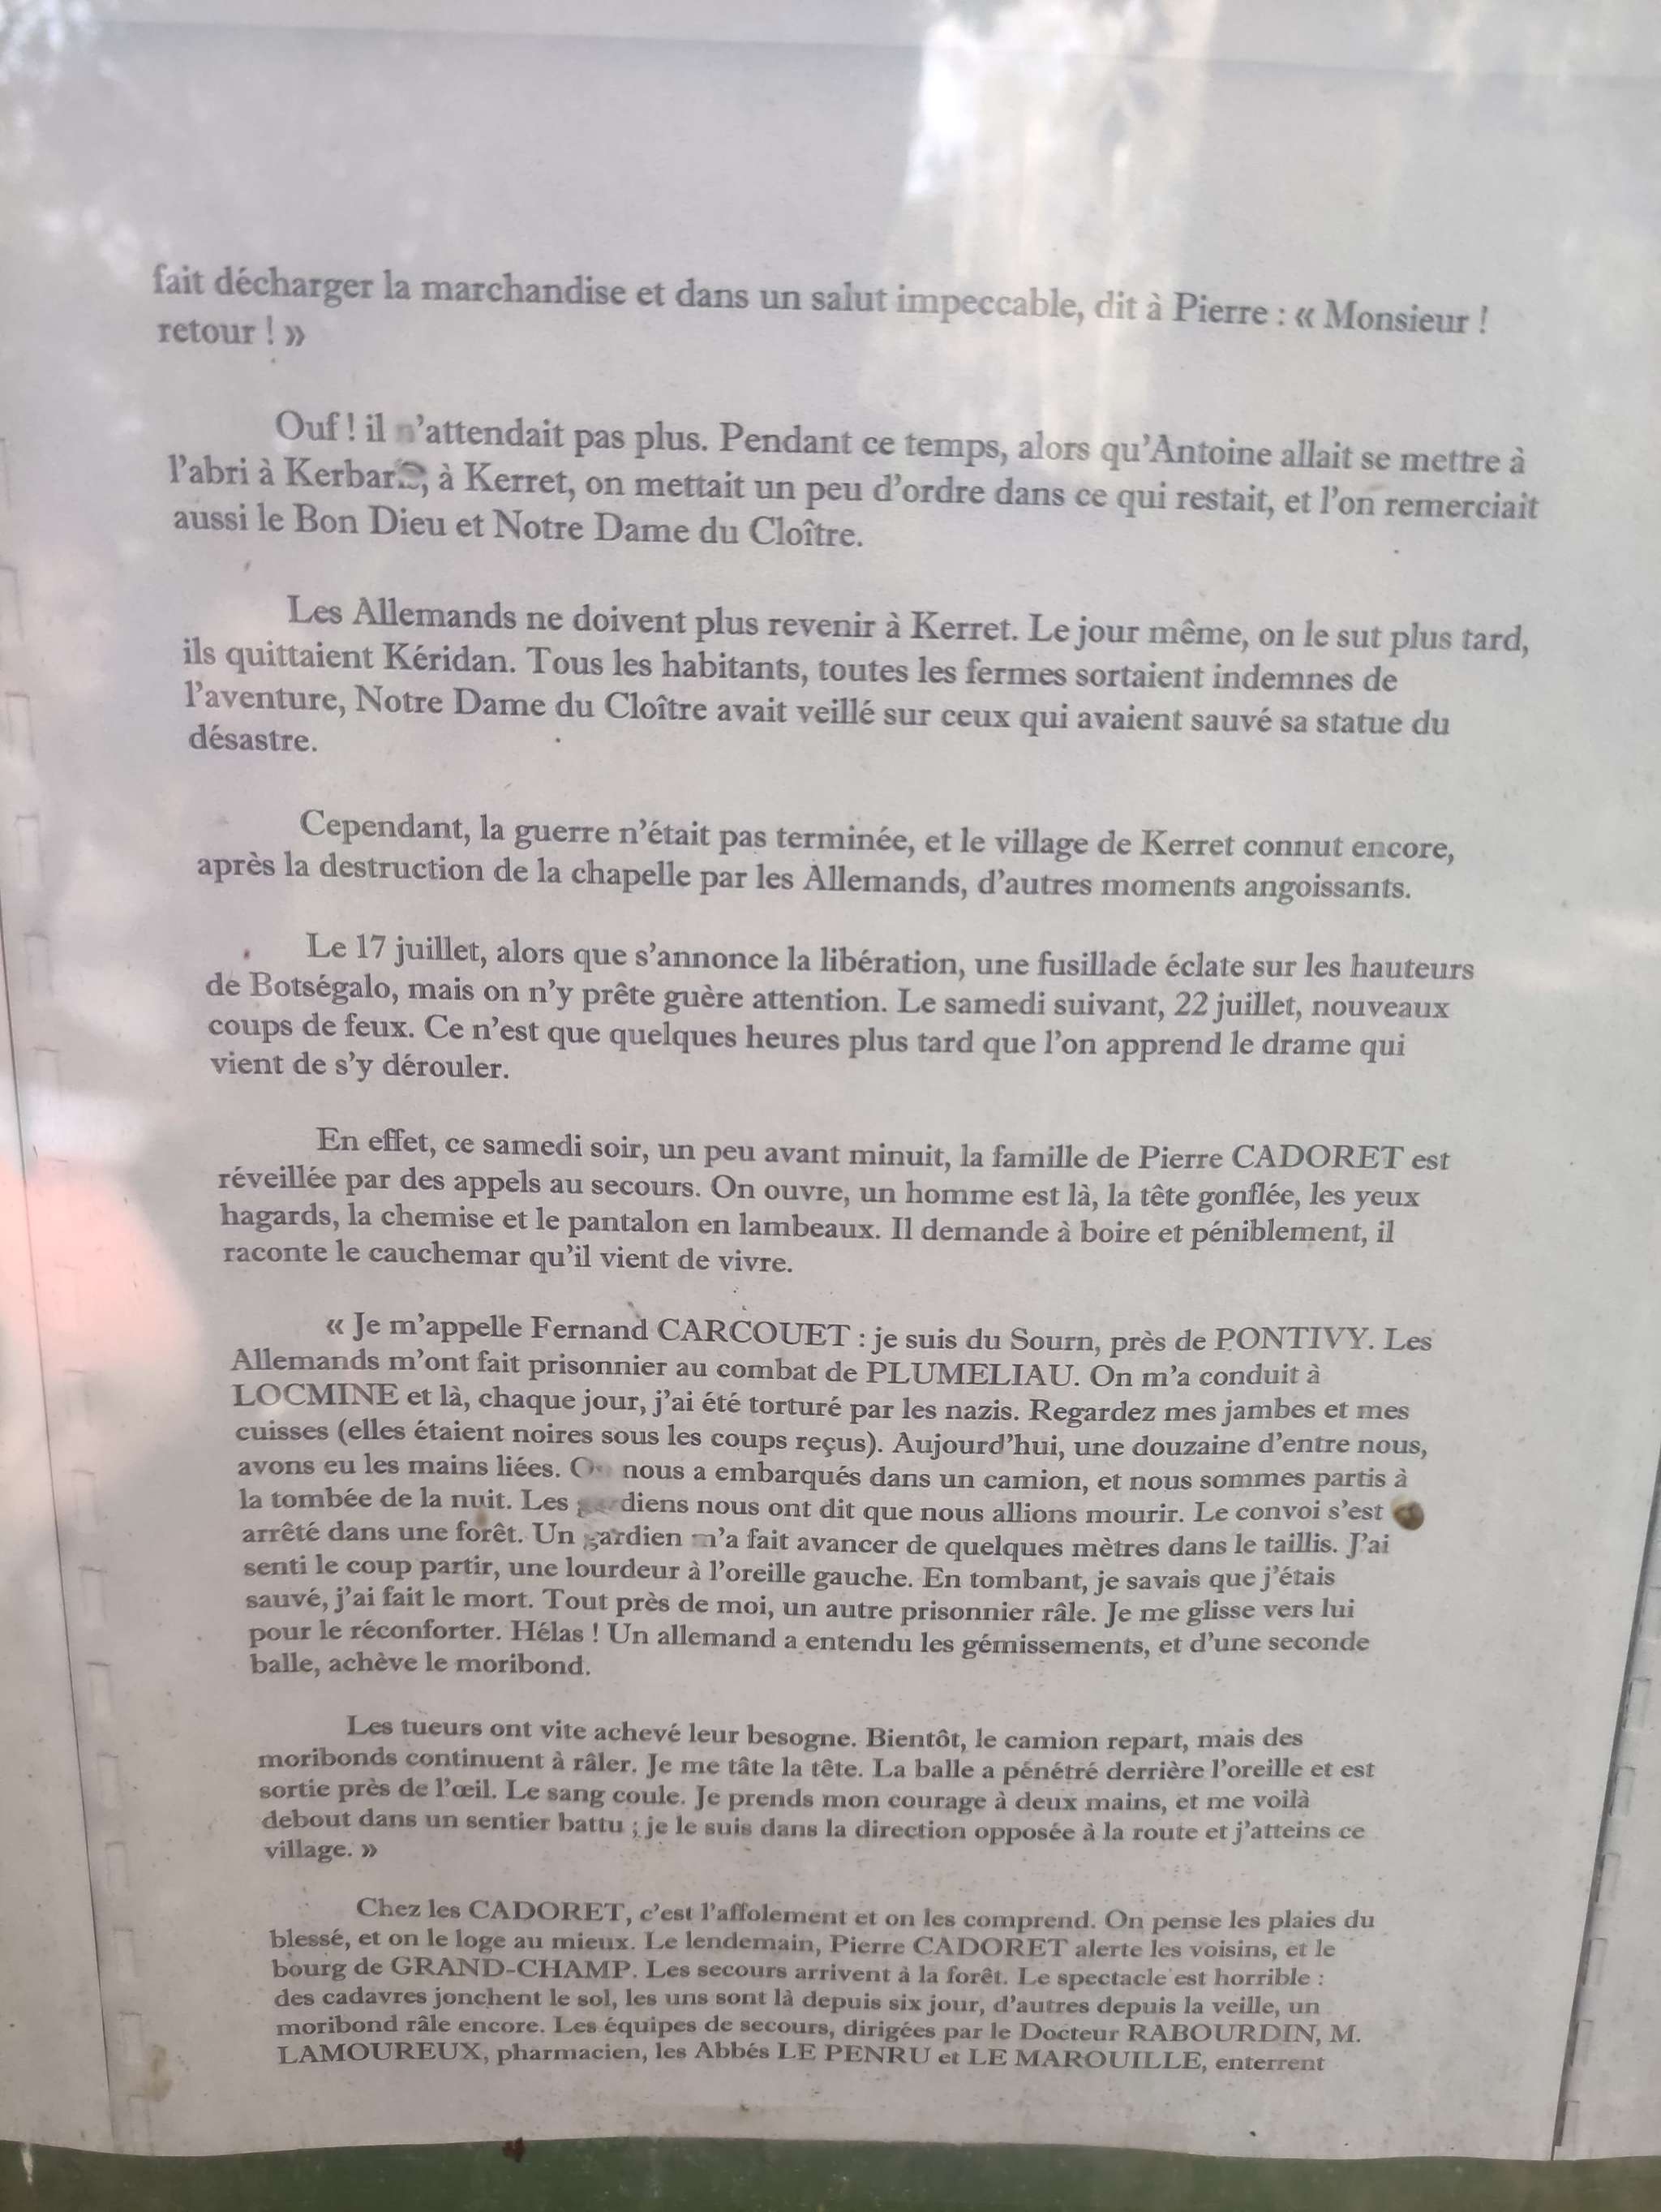 fait décharger la marchandise et dans un salut impeccable, dit à Pierre : « Monsieur !
retour ! »
Ouf ! il n'attendait pas plus. Pendant ce temps, alors qu'Antoine allait se mettre à
l'abri à à Kerret, on mettait un peu d'ordre dans ce qui restait, et l'on remerciait
aussi le Bon Dieu et Notre Dame du Cloître.
Les Allemands ne doivent plus revenir à Kerret. Le jour même, on le sut plus tard,
ils quittaient Kéridan. Tous les habitants, toutes les fermes sortaient indemnes de
l'aventure, Notre Dame du Cloître avait veillé sur ceux qui avaient sauvé sa statue du
désastre.
Cependant, la guerre n'était pas terminée, et le village de Kerret connut encore,
après la destruction de la chapelle par les Allemands, d'autres moments angoissants.
Le 17 juillet, alors que s'annonce la libération, une fusillade éclate sur les hauteurs
de Botségalo, mais on n'y prête guère attention. Le samedi suivant, 22 juillet, nouveaux
coups de feux. Ce n'est que quelques heures plus tard que l'on apprend le drame qui
vient de s'y dérouler.
En effet, ce samedi soir, un peu avant minuit, la famille de Pierre CADORET est
réveillée par des appels au secours. On ouvre, un homme est là, la tête gonflée, les yeux
hagards, la chemise et le pantalon en lambeaux. Il demande à boire et péniblement, il
raconte le cauchemar qu'il vient de vivre.
« Je m'appelle Fernand CARCOUET : je suis du Sourn, près de PONTIVY. Les
Allemands m'ont fait prisonnier au combat de PLUMELIAU. On m'a conduit à
LOCMINE et là, chaque jour, j'ai été torturé par les nazis. Regardez mes jambes et mes
cuisses (elles étaient noires sous les coups reçus). Aujourd'hui, une douzaine d'entre nous,
avons eu les mains liées. On nous a embarqués dans un camion, et nous sommes partis à
la tombée de la nuit. Les gardiens nous ont dit que nous allions mourir. Le convoi s'est
arrêté dans une forêt. Un gardien m'a fait avancer de quelques mètres dans le taillis. J'ai
senti le coup partir, une lourdeur à l'oreille gauche. En tombant, je savais que j'étais
sauvé, j'ai fait le mort. Tout près de moi, un autre prisonnier râle. Je me glisse vers lui
pour le réconforter. Hélas ! Un allemand a entendu les gémissements, et d'une seconde
balle, achève le moribond.
Les tueurs ont vite achevé leur besogne. Bientôt, le camion repart, mais des
moribonds continuent à râler. Je me tâte la tête. La balle a pénétré derrière l'oreille et est
sortie près de l'œil. Le sang coule. Je prends mon courage à deux mains, et me voilà
debout dans un sentier battu ; je le suis dans la direction opposée à la route et j'atteins ce
village. »
Chez les CADORET, c'est l'affolement et on les comprend. On pense les plaies du
blessé, et on le loge au mieux. Le lendemain, Pierre CADORET alerte les voisins, et le
bourg de GRAND-CHAMP. Les secours arrivent à la forêt. Le spectacle est horrible :
des cadavres jonchent le sol, les uns sont là depuis six jour, d'autres depuis la veille, un
moribond râle encore. Les équipes de secours, dirigées par le Docteur RABOURDIN, M.
LAMOUREUX, pharmacien, les Abbés LE PENRU et LE MAROUILLE, enterrent